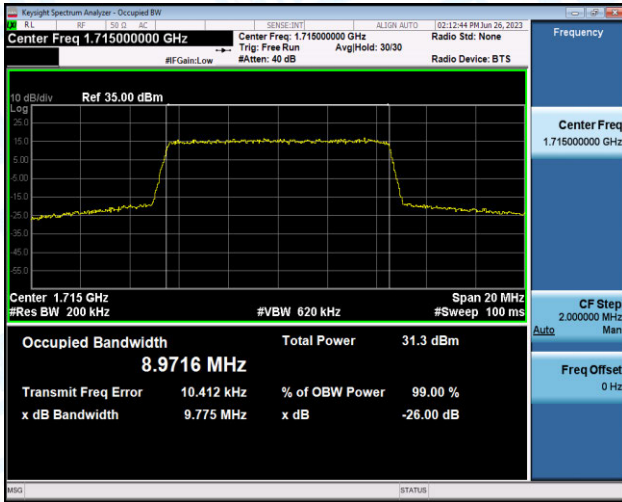 Keysight Spectrum Analyzer - Occupied BW
RL RF 50 Ω AC SENSE:INT ALIGN AUTO 02:12:44 PM Jun 26, 2023
Center Freq 1.715000000 GHz
Center Freq: 1.715000000 GHz Radio Std: None
Trig: Free Run Avg|Hold: 30/30
#IFGain:Low #Atten: 40 dB Radio Device: BTS
Frequency
10 dB/div Ref 35.00 dBm
Log
25.0
15.0
5.00
-5.00
-15.0
-25.0
-35.0
-45.0
-55.0
Center 1.715 GHz Span 20 MHz
#Res BW 200 kHz #VBW 620 kHz #Sweep 100 ms
Occupied Bandwidth Total Power 31.3 dBm
8.9716 MHz
Transmit Freq Error 10.412 kHz % of OBW Power 99.00 %
x dB Bandwidth 9.775 MHz x dB -26.00 dB
Center Freq
1.715000000 GHz
CF Step
2.000000 MHz
Auto Man
Freq Offset
0 Hz
MSG STATUS